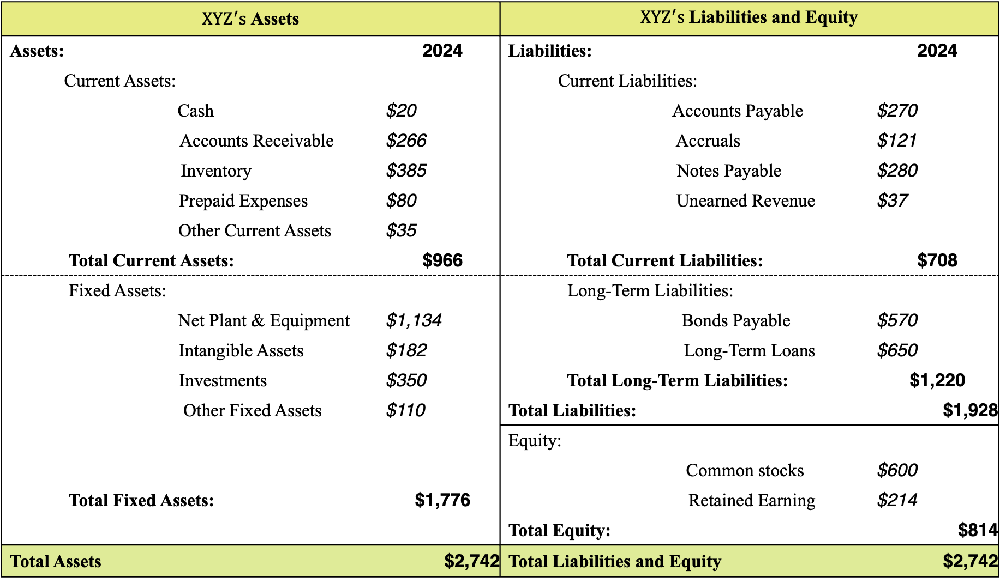 XYZ's Assets
Assets: 2024
Current Assets:
Cash $20
Accounts Receivable $266
Inventory $385
Prepaid Expenses $80
Other Current Assets $35
Total Current Assets: $966
Fixed Assets:
Net Plant & Equipment $1,134
Intangible Assets $182
Investments $350
Other Fixed Assets $110
Total Fixed Assets: $1,776
Total Assets $2,742
XYZ's Liabilities and Equity
Liabilities: 2024
Current Liabilities:
Accounts Payable $270
Accruals $121
Notes Payable $280
Unearned Revenue $37
Total Current Liabilities: $708
Long-Term Liabilities:
Bonds Payable $570
Long-Term Loans $650
Total Long-Term Liabilities: $1,220
Total Liabilities: $1,928
Equity:
Common stocks $600
Retained Earning $214
Total Equity: $814
Total Liabilities and Equity $2,742